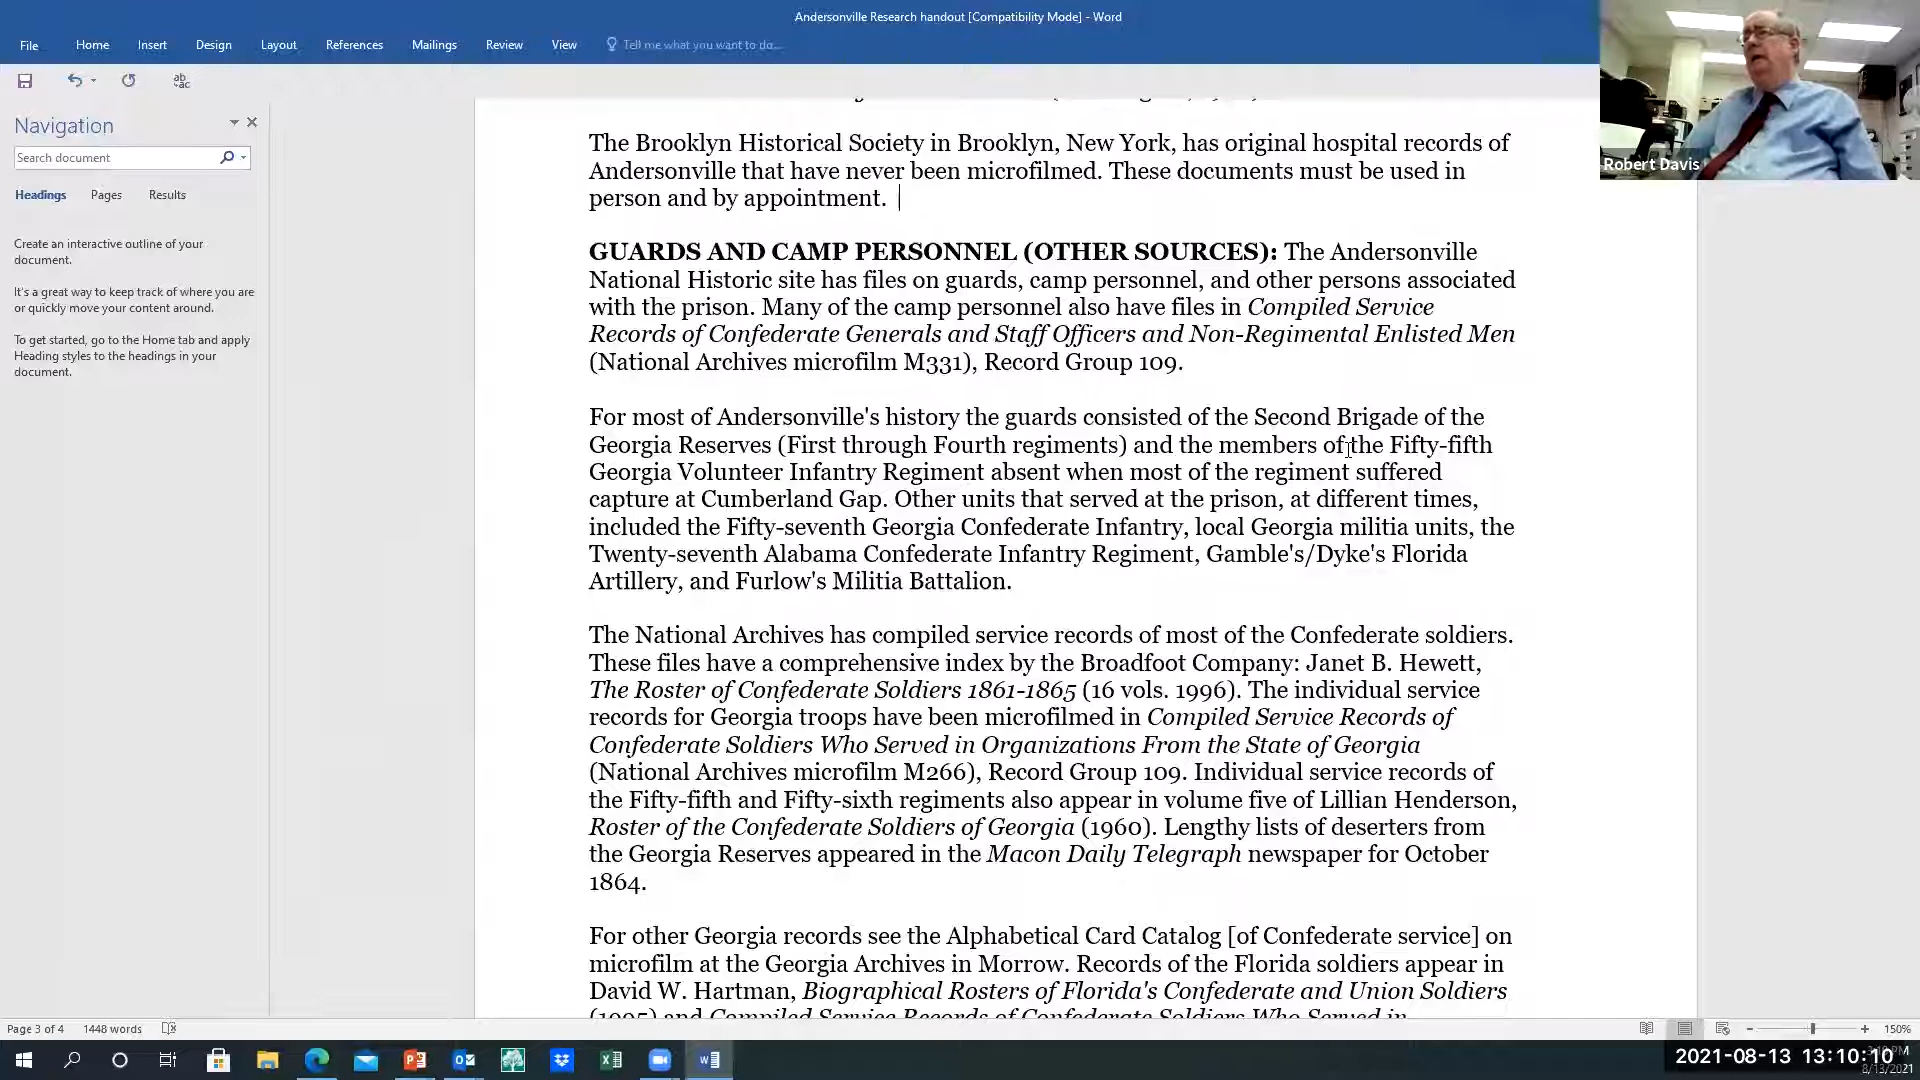 Andersonville Research handout [Compatibility Mode] - Word
File Home Insert Design Layout References Mailings Review View Tell me what you want to do...
Robert Davis
Navigation
Search document
Headings Pages Results
Create an interactive outline of your
document.
It's a great way to keep track of where you are
or quickly move your content around.
To get started, go to the Home tab and apply
Heading styles to the headings in your
document.
The Brooklyn Historical Society in Brooklyn, New York, has original hospital records of
Andersonville that have never been microfilmed. These documents must be used in
person and by appointment.
GUARDS AND CAMP PERSONNEL (OTHER SOURCES): The Andersonville
National Historic site has files on guards, camp personnel, and other persons associated
with the prison. Many of the camp personnel also have files in Compiled Service
Records of Confederate Generals and Staff Officers and Non-Regimental Enlisted Men
(National Archives microfilm M331), Record Group 109.
For most of Andersonville's history the guards consisted of the Second Brigade of the
Georgia Reserves (First through Fourth regiments) and the members of the Fifty-fifth
Georgia Volunteer Infantry Regiment absent when most of the regiment suffered
capture at Cumberland Gap. Other units that served at the prison, at different times,
included the Fifty-seventh Georgia Confederate Infantry, local Georgia militia units, the
Twenty-seventh Alabama Confederate Infantry Regiment, Gamble's/Dyke's Florida
Artillery, and Furlow's Militia Battalion.
The National Archives has compiled service records of most of the Confederate soldiers.
These files have a comprehensive index by the Broadfoot Company: Janet B. Hewett,
The Roster of Confederate Soldiers 1861-1865 (16 vols. 1996). The individual service
records for Georgia troops have been microfilmed in Compiled Service Records of
Confederate Soldiers Who Served in Organizations From the State of Georgia
(National Archives microfilm M266), Record Group 109. Individual service records of
the Fifty-fifth and Fifty-sixth regiments also appear in volume five of Lillian Henderson,
Roster of the Confederate Soldiers of Georgia (1960). Lengthy lists of deserters from
the Georgia Reserves appeared in the Macon Daily Telegraph newspaper for October
1864.
For other Georgia records see the Alphabetical Card Catalog [of Confederate service] on
microfilm at the Georgia Archives in Morrow. Records of the Florida soldiers appear in
David W. Hartman, Biographical Rosters of Florida's Confederate and Union Soldiers
(1995) and Compiled Service Records of Confederate Soldiers Who Served in
Page 3 of 4 1448 words 150%
2021-08-13 13:10:10
8/13/2021